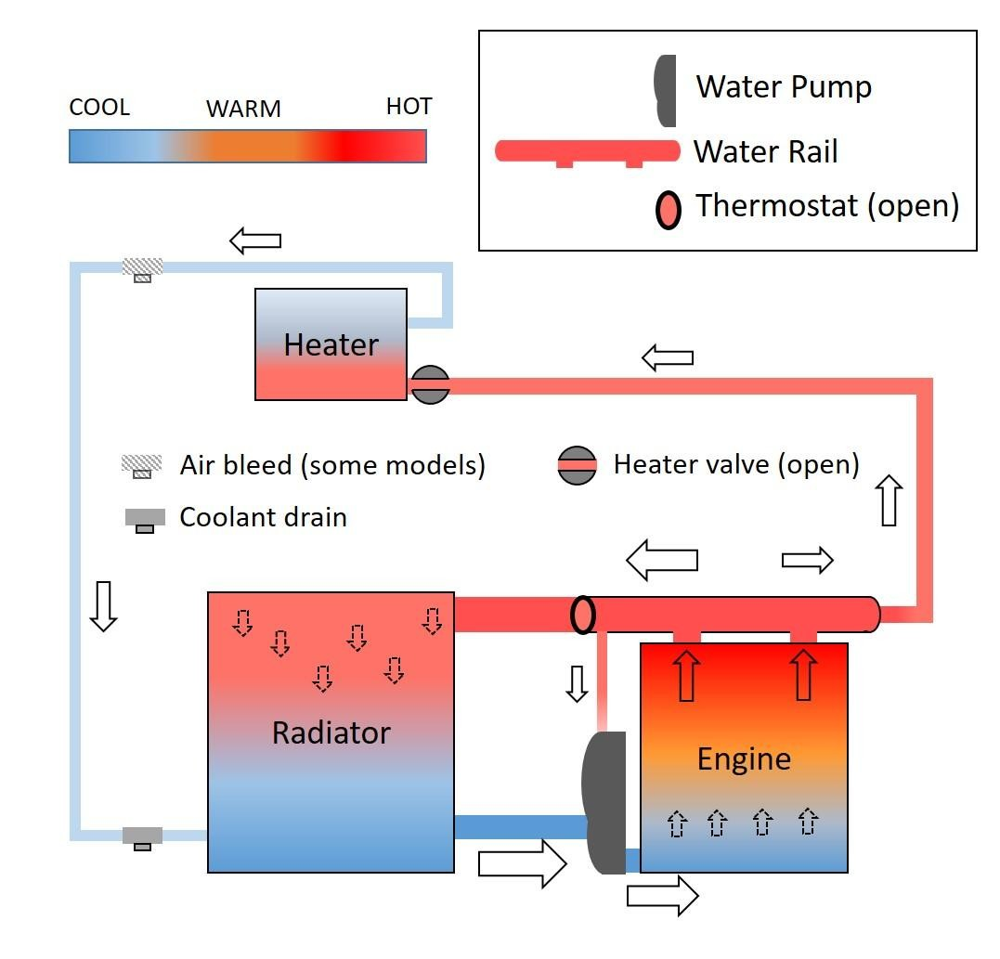 COOL WARM HOT
Water Pump
Water Rail
Thermostat (open)
Heater
Air bleed (some models)
Heater valve (open)
Coolant drain
Radiator
Engine